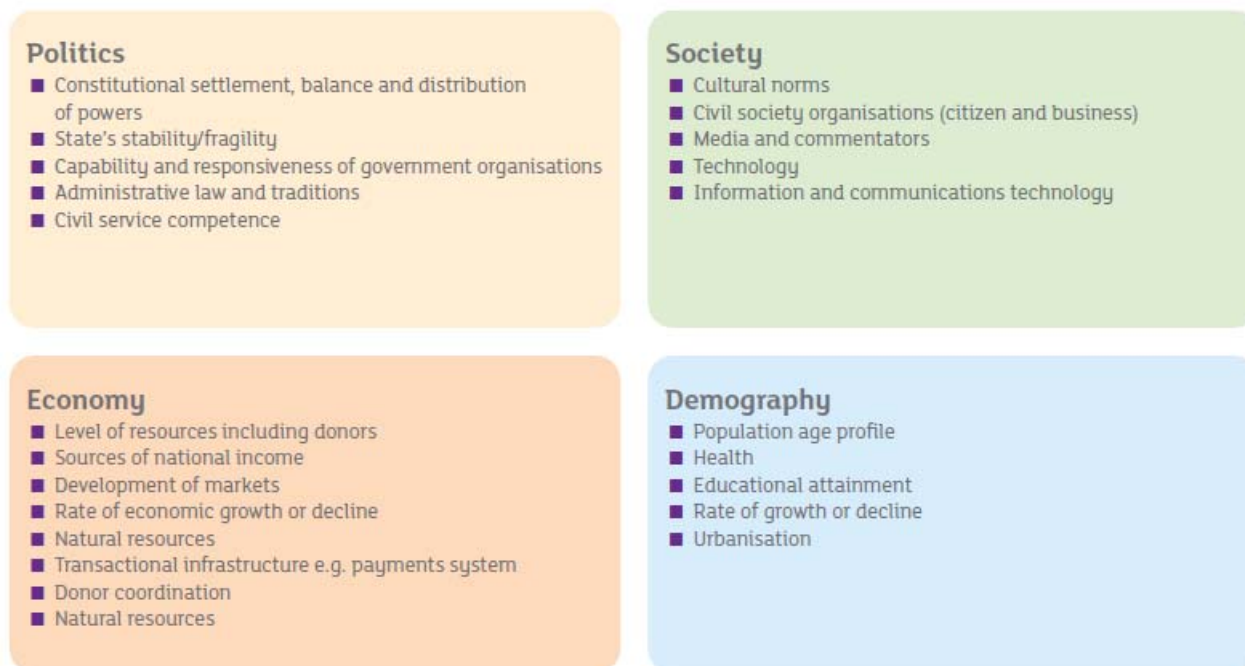 Politics
■ Constitutional settlement, balance and distribution
of powers
■ State's stability/fragility
■ Capability and responsiveness of government organisations
■ Administrative law and traditions
■ Civil service competence
Society
■ Cultural norms
■ Civil society organisations (citizen and business)
■ Media and commentators
■ Technology
■ Information and communications technology
Economy
■ Level of resources including donors
■ Sources of national income
■ Development of markets
■ Rate of economic growth or decline
■ Natural resources
■ Transactional infrastructure e.g. payments system
■ Donor coordination
■ Natural resources
Demography
■ Population age profile
■ Health
■ Educational attainment
■ Rate of growth or decline
■ Urbanisation